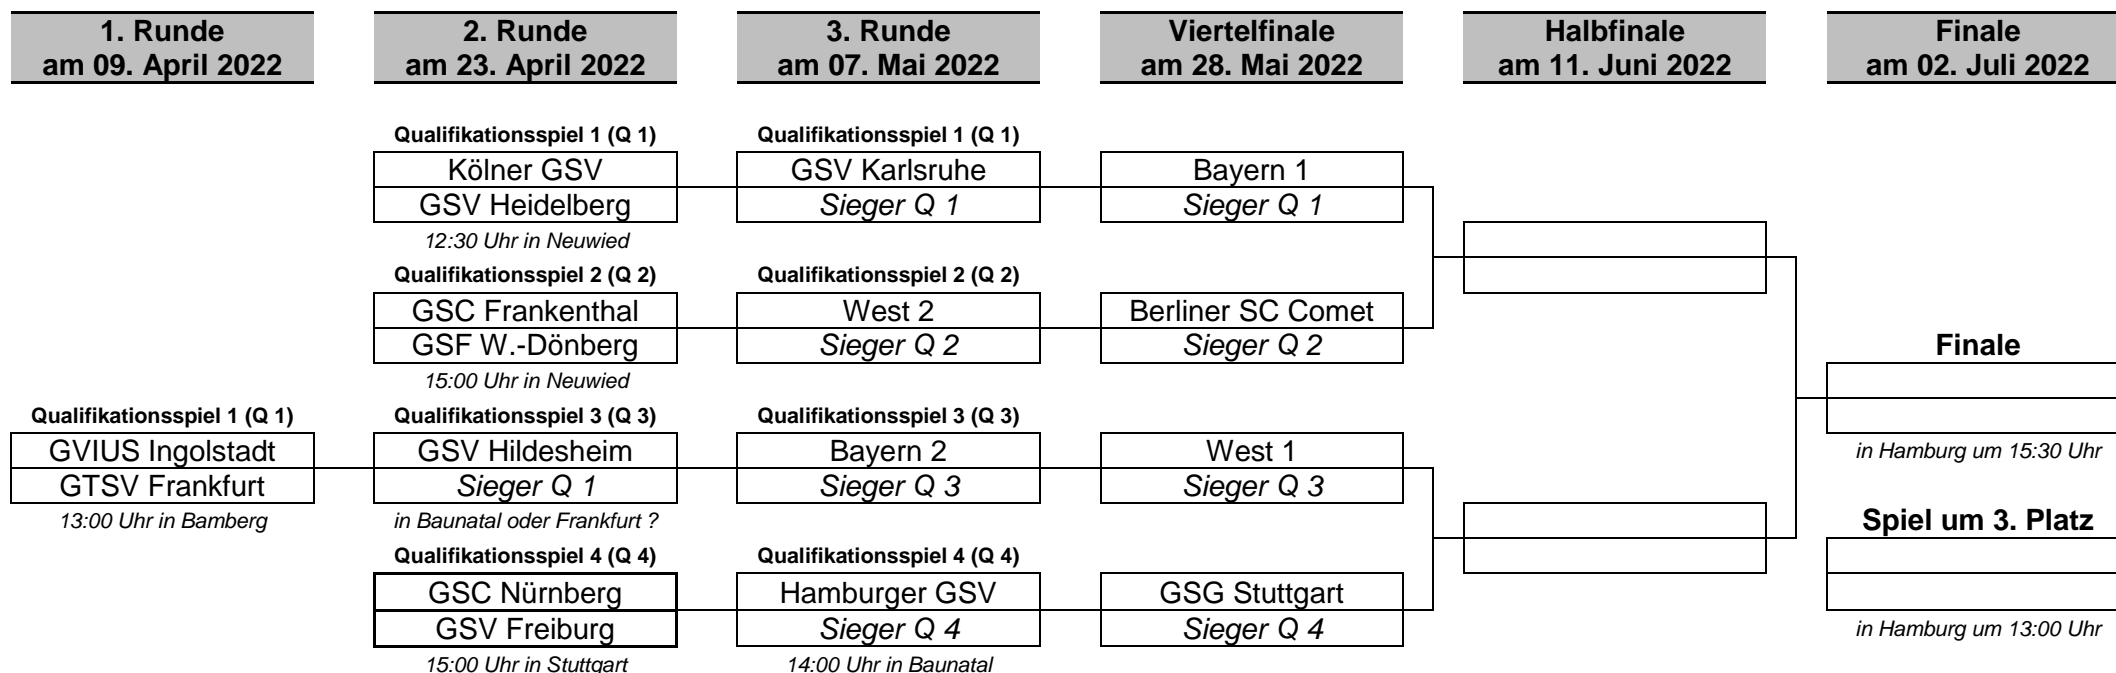 1. Runde
am 09. April 2022
2. Runde
am 23. April 2022
3. Runde
am 07. Mai 2022
Viertelfinale
am 28. Mai 2022
Halbfinale
am 11. Juni 2022
Finale
am 02. Juli 2022
Qualifikationsspiel 1 (Q 1)
GVIUS Ingolstadt
GTSV Frankfurt
13:00 Uhr in Bamberg
Qualifikationsspiel 1 (Q 1)
Kölner GSV
GSV Heidelberg
12:30 Uhr in Neuwied
Qualifikationsspiel 2 (Q 2)
GSC Frankenthal
GSF W.-Dönberg
15:00 Uhr in Neuwied
Qualifikationsspiel 3 (Q 3)
GSV Hildesheim
Sieger Q 1
in Baunatal oder Frankfurt ?
Qualifikationsspiel 4 (Q 4)
GSC Nürnberg
GSV Freiburg
15:00 Uhr in Stuttgart
Qualifikationsspiel 1 (Q 1)
GSV Karlsruhe
Sieger Q 1
Qualifikationsspiel 2 (Q 2)
West 2
Sieger Q 2
Qualifikationsspiel 3 (Q 3)
Bayern 2
Sieger Q 3
Qualifikationsspiel 4 (Q 4)
Hamburger GSV
Sieger Q 4
14:00 Uhr in Baunatal
Bayern 1
Sieger Q 1
Berliner SC Comet
Sieger Q 2
West 1
Sieger Q 3
GSG Stuttgart
Sieger Q 4
Finale
in Hamburg um 15:30 Uhr
Spiel um 3. Platz
in Hamburg um 13:00 Uhr